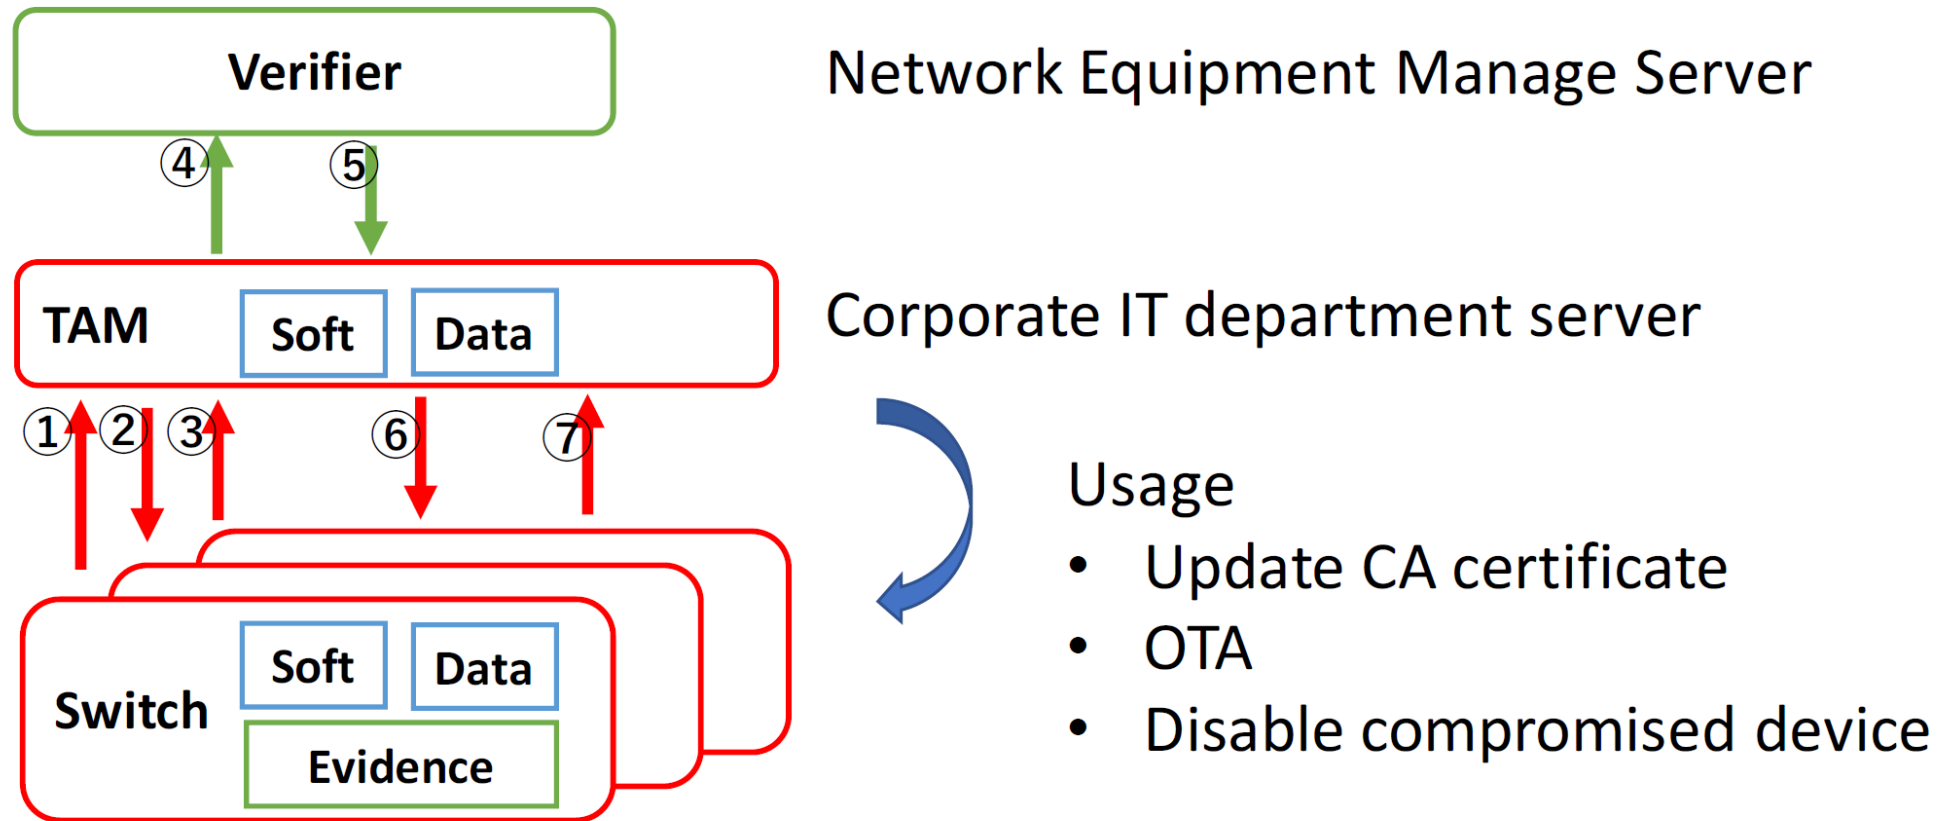 Verifier
Network Equipment Manage Server
④
⑤
TAM
Soft
Data
Corporate IT department server
①
②
③
⑥
⑦
Usage
• Update CA certificate
• OTA
• Disable compromised device
Switch
Soft
Data
Evidence